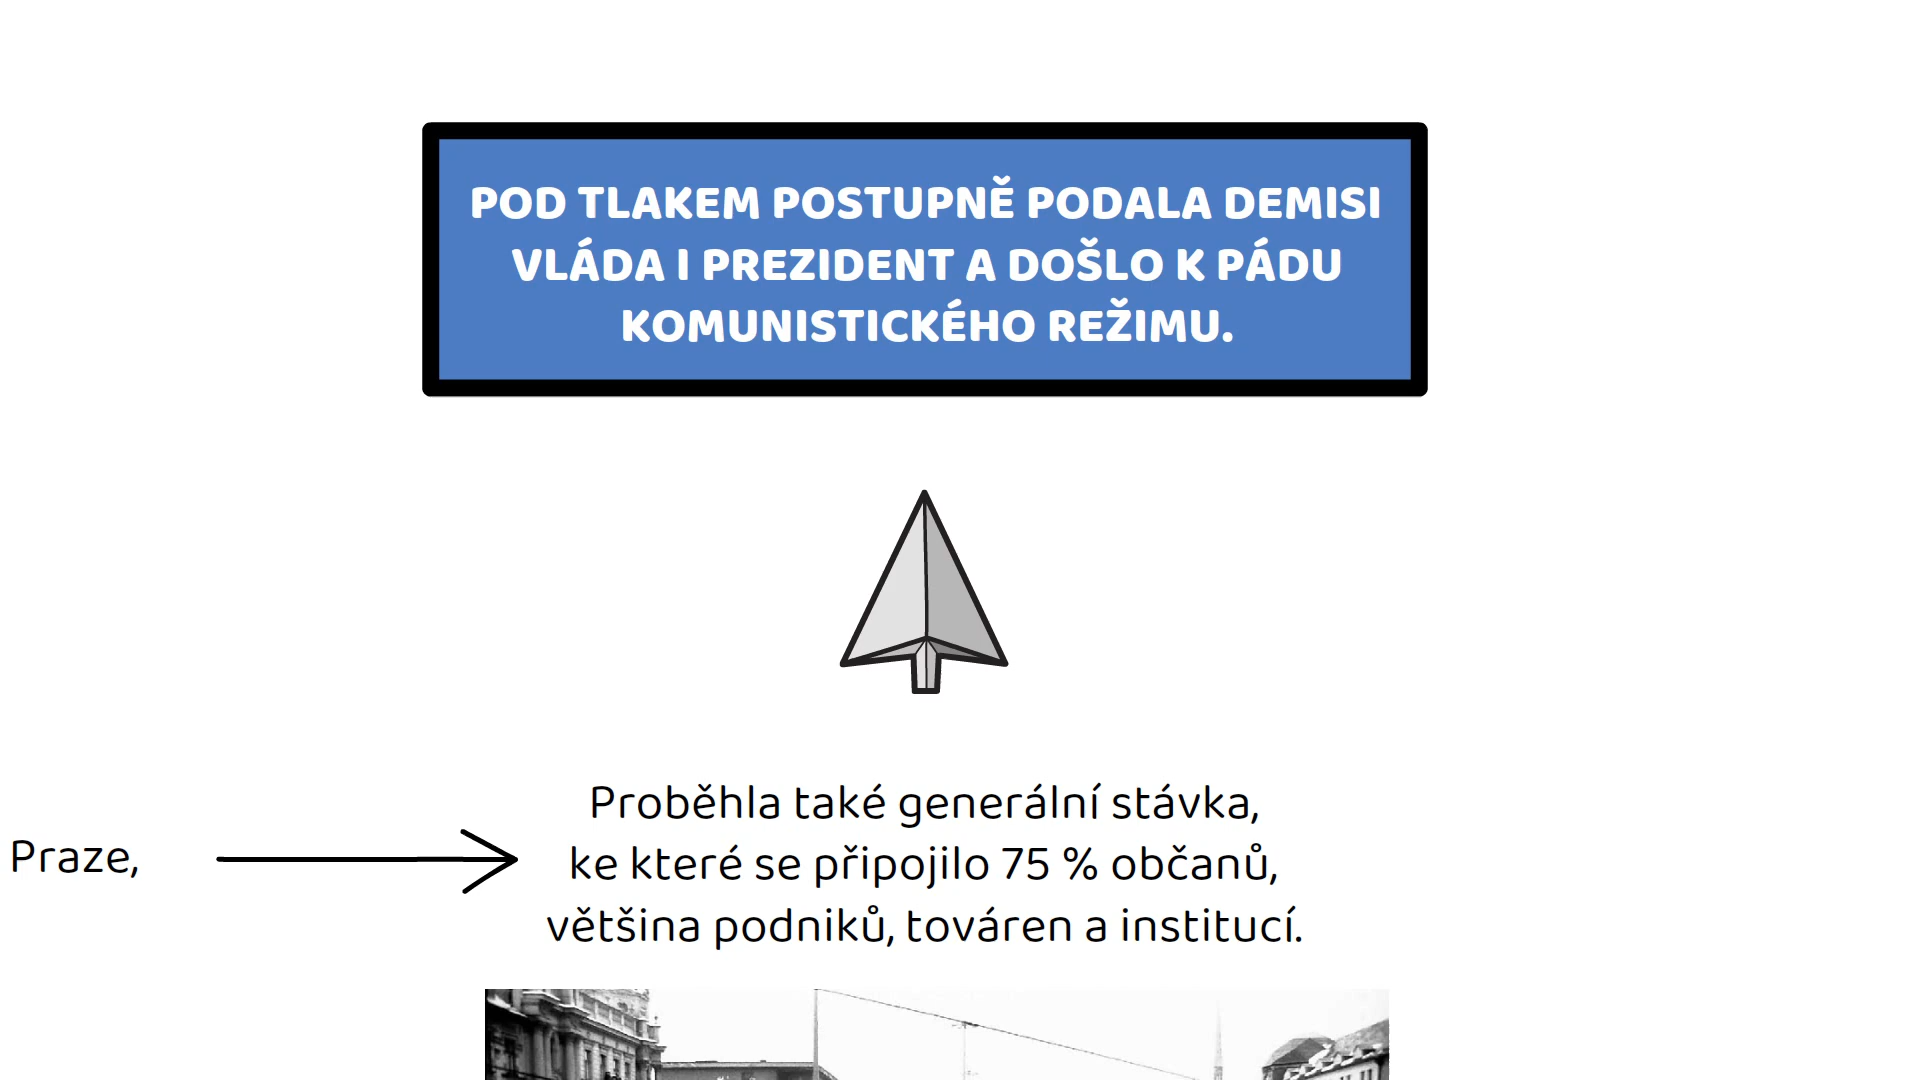 POD TLAKEM POSTUPNĚ PODALA DEMISI
VLÁDA I PREZIDENT A DOŠLO K PÁDU
KOMUNISTICKÉHO REŽIMU.
Praze,
Proběhla také generální stávka,
ke které se připojilo 75 % občanů,
většina podniků, továren a institucí.